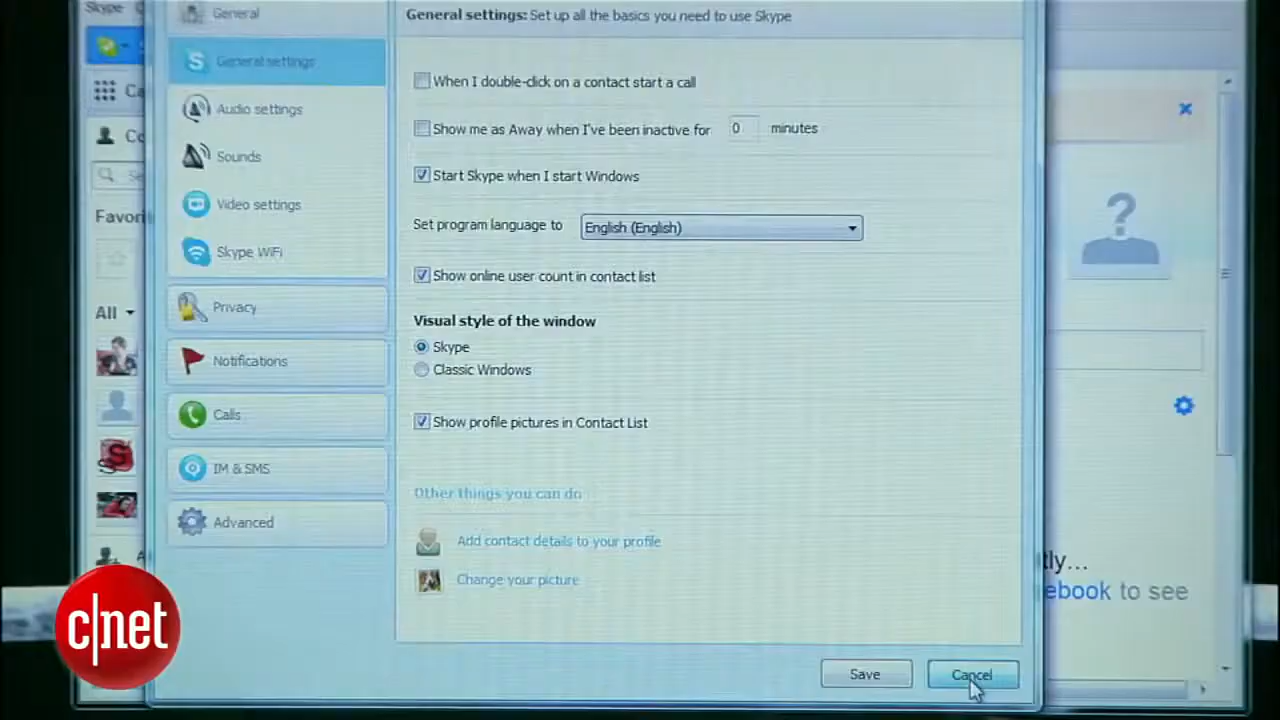 Skype
General
General settings: Set up all the basics you need to use Skype
General settings
When I double-click on a contact start a call
Audio settings
Show me as Away when I've been inactive for 0 minutes
Sounds
Start Skype when I start Windows
Video settings
Set program language to English (English)
Favori
Skype WiFi
Show online user count in contact list
Privacy
All
Visual style of the window
Skype
Notifications
Classic Windows
Calls
Show profile pictures in Contact List
IM & SMS
Other things you can do
Advanced
Add contact details to your profile
tly...
Change your picture
ebook to see
c|net
Save
Cancel